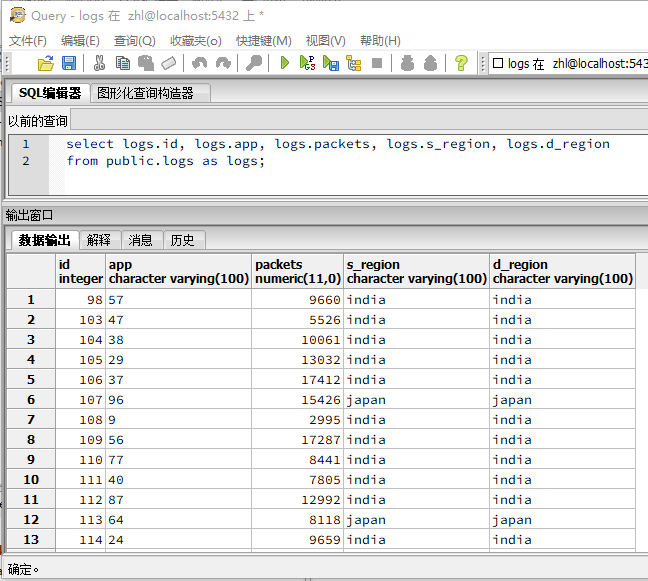 Query - logs 在 zhl@localhost:5432 上 *
文件(F) 编辑(E) 查询(Q) 收藏夹(o) 快捷键(M) 视图(V) 帮助(H)
logs 在 zhl@localhost:543
SQL编辑器 图形化查询构造器
以前的查询
1 select logs.id, logs.app, logs.packets, logs.s_region, logs.d_region
2 from public.logs as logs;
输出窗口
数据输出 解释 消息 历史
id app packets s_region d_region
integer character varying(100) numeric(11,0) character varying(100) character varying(100)
1 98 57 9660 india india
2 103 47 5526 india india
3 104 38 10061 india india
4 105 29 13032 india india
5 106 37 17412 india india
6 107 96 15426 japan japan
7 108 9 2995 india india
8 109 56 17287 india india
9 110 77 8441 india india
10 111 40 7805 india india
11 112 87 12992 india india
12 113 64 8118 japan japan
13 114 24 9659 india india
确定。